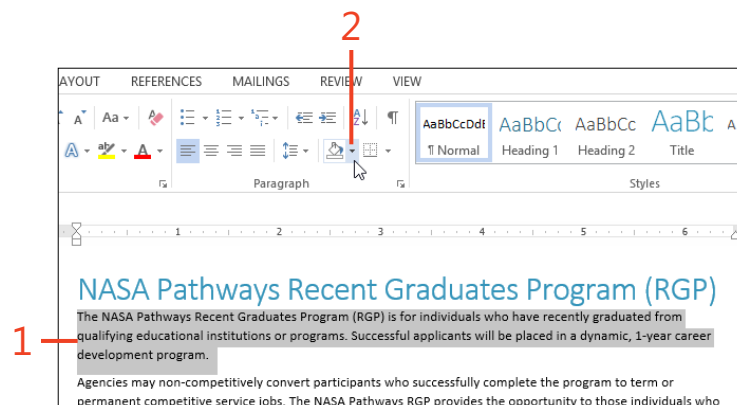 2
AYOUT REFERENCES MAILINGS REVIEW VIEW
A Aa AaBbCcDdE AaBbCc AaBbCc AaBb A
A aby A ¶ Normal Heading 1 Heading 2 Title
Paragraph Styles
1 2 3 4 5 6
NASA Pathways Recent Graduates Program (RGP)
The NASA Pathways Recent Graduates Program (RGP) is for individuals who have recently graduated from
1 qualifying educational institutions or programs. Successful applicants will be placed in a dynamic, 1-year career
development program.
Agencies may non-competitively convert participants who successfully complete the program to term or
permanent competitive service jobs. The NASA Pathways RGP provides the opportunity to those individuals who